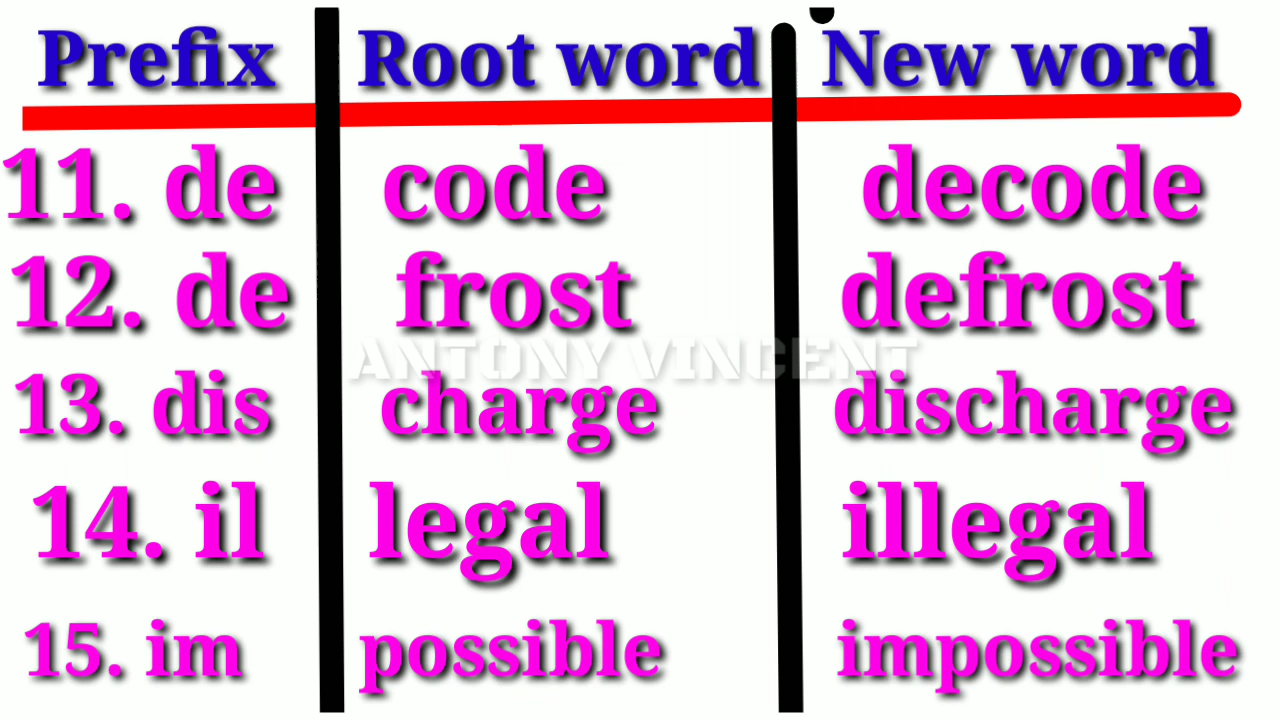 Prefix Root word New word
11. de code decode
12. de frost defrost
ANTONY VINCENT
13. dis charge discharge
14. il legal illegal
15. im possible impossible